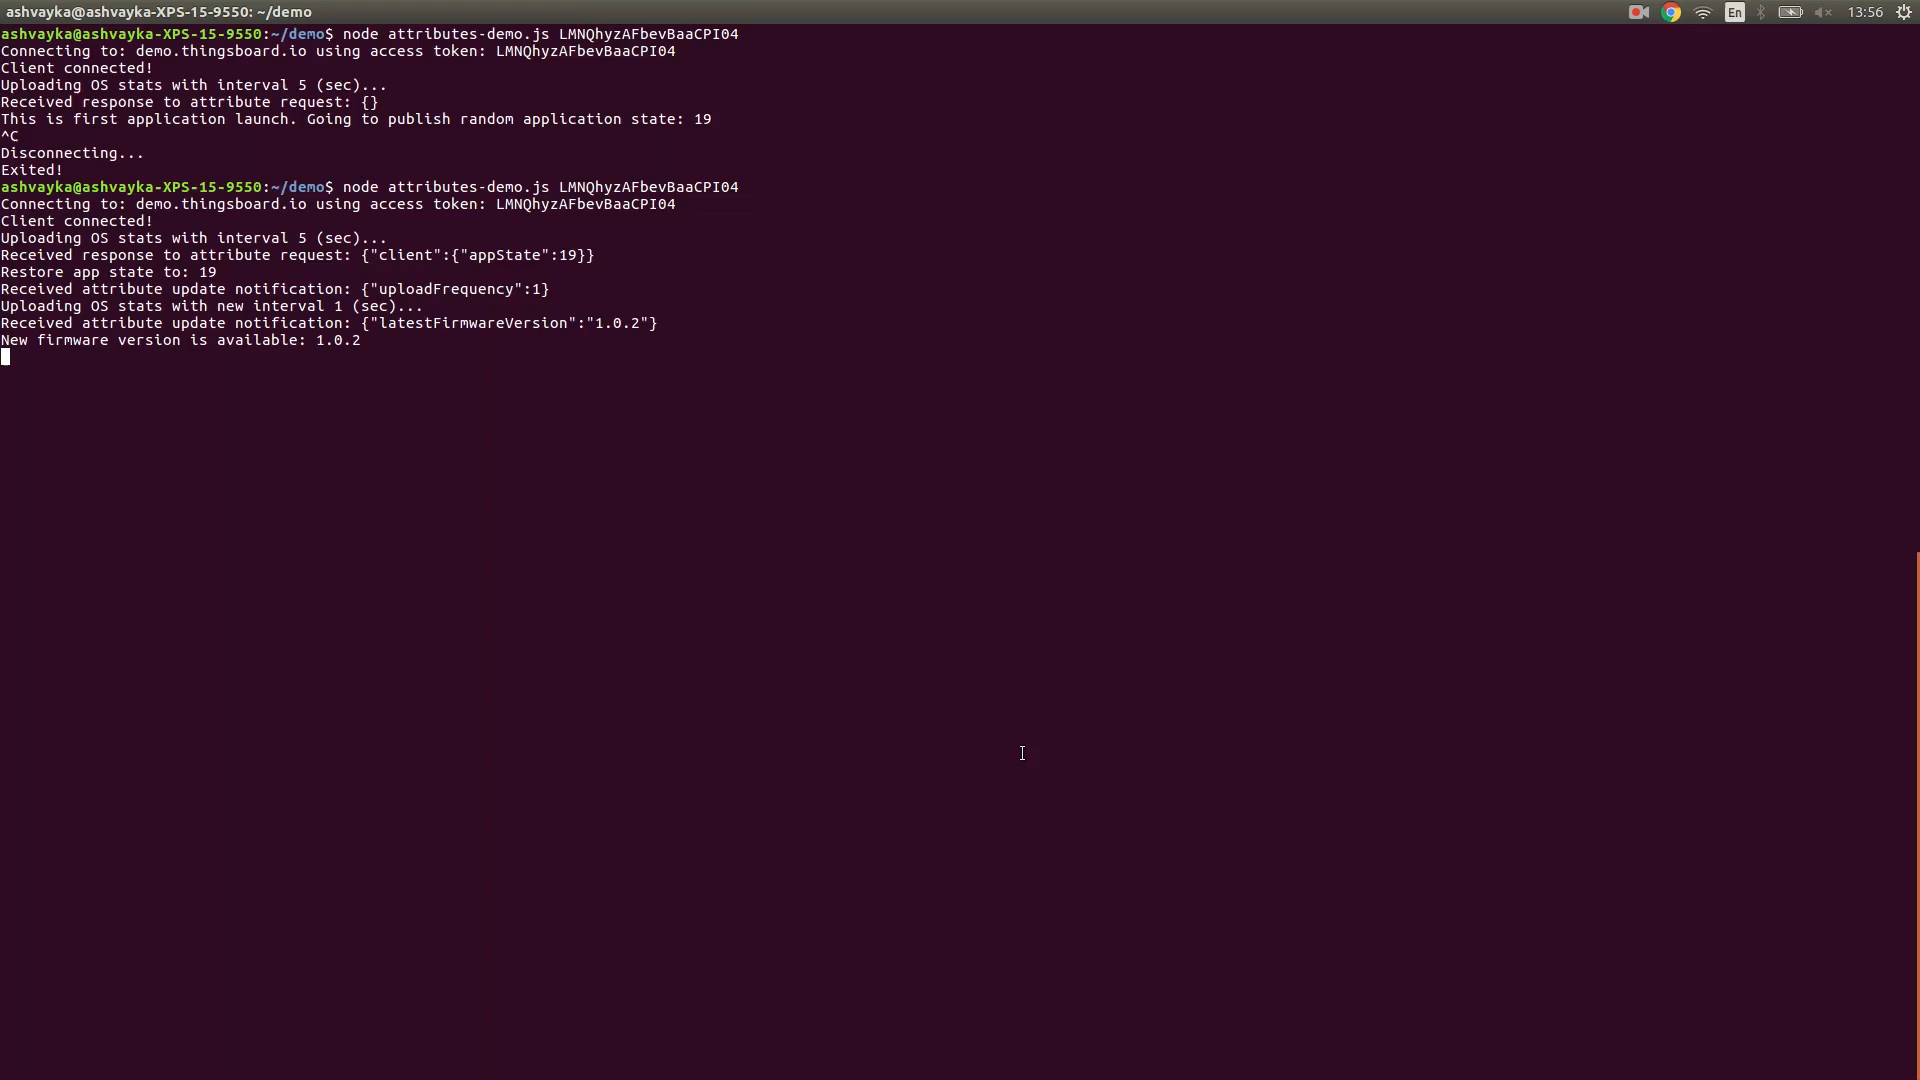 ashvayka@ashvayka-XPS-15-9550: ~/demo
En
13:56
ashvayka@ashvayka-XPS-15-9550:~/demo$ node attributes-demo.js LMNQhyzAFbevBaaCPI04
Connecting to: demo.thingsboard.io using access token: LMNQhyzAFbevBaaCPI04
Client connected!
Uploading OS stats with interval 5 (sec)...
Received response to attribute request: {}
This is first application launch. Going to publish random application state: 19
^C
Disconnecting...
Exited!
ashvayka@ashvayka-XPS-15-9550:~/demo$ node attributes-demo.js LMNQhyzAFbevBaaCPI04
Connecting to: demo.thingsboard.io using access token: LMNQhyzAFbevBaaCPI04
Client connected!
Uploading OS stats with interval 5 (sec)...
Received response to attribute request: {"client":{"appState":19}}
Restore app state to: 19
Received attribute update notification: {"uploadFrequency":1}
Uploading OS stats with new interval 1 (sec)...
Received attribute update notification: {"latestFirmwareVersion":"1.0.2"}
New firmware version is available: 1.0.2